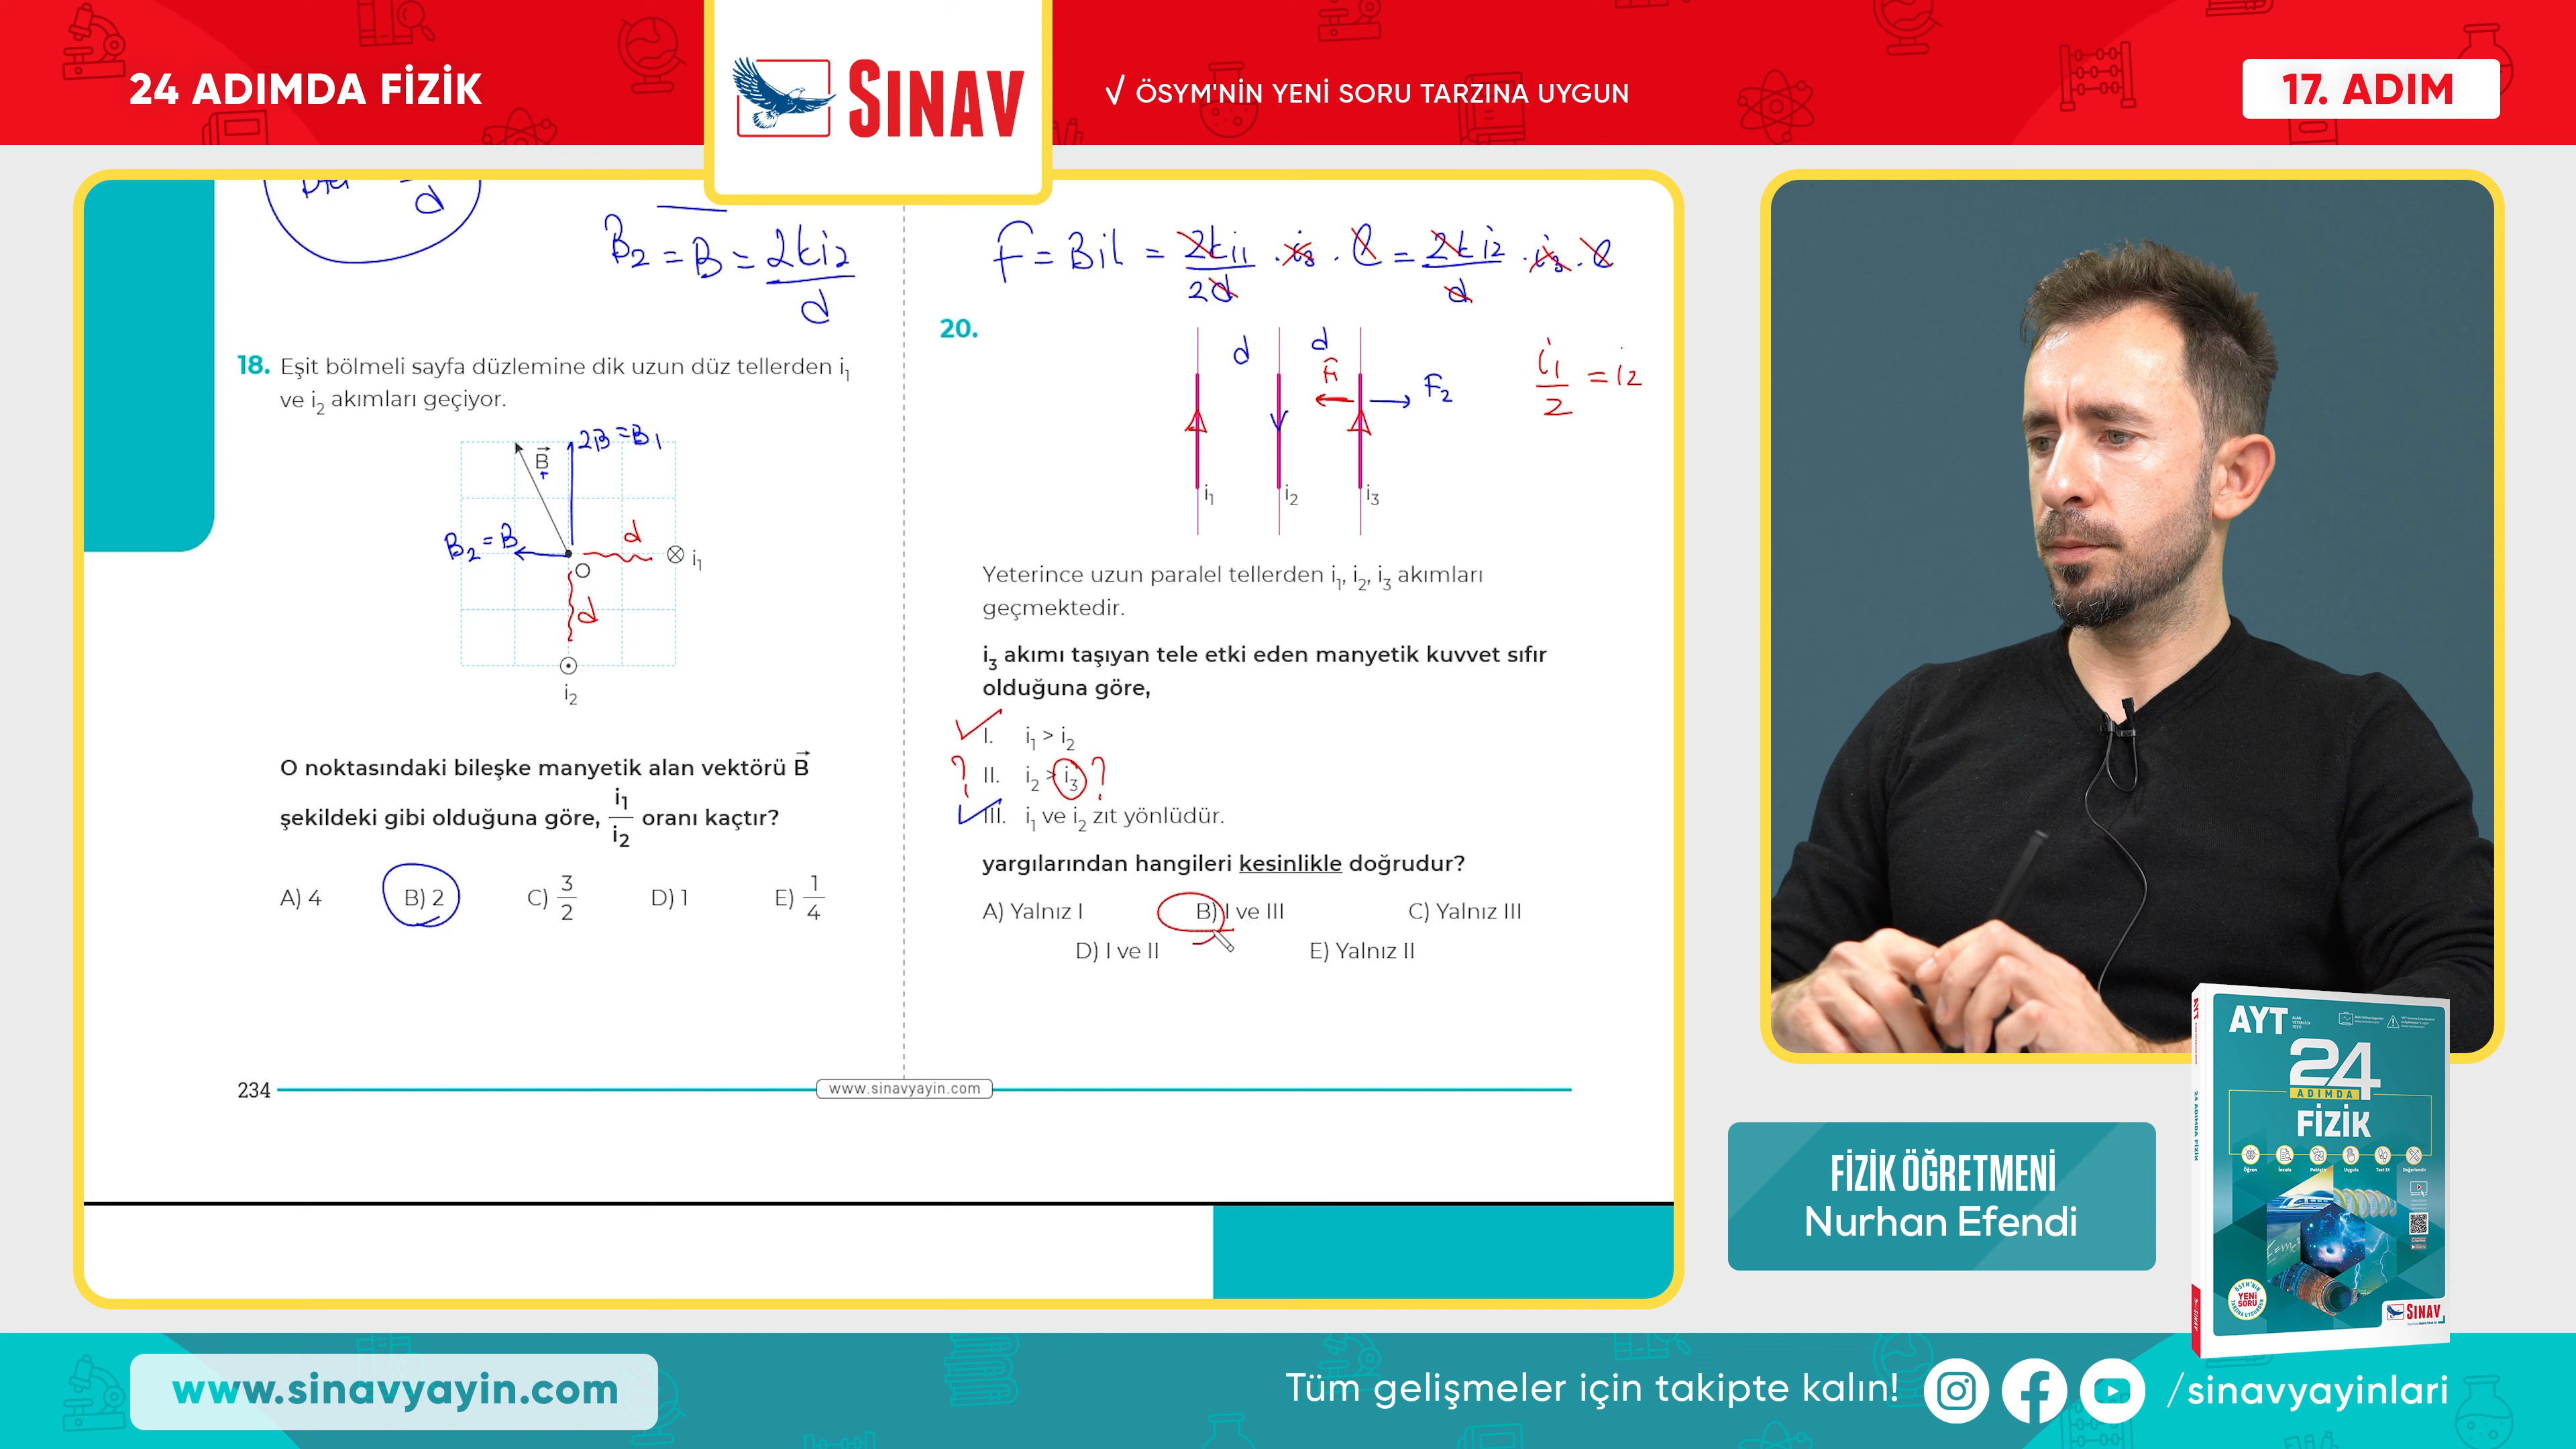 24 ADIMDA FİZİK
SINAV
√ ÖSYM'NİN YENİ SORU TARZINA UYGUN
17. ADIM
d
B₂ = B = 2ki₂/d
F = Bil = 2ki₁/2d · i₃ · l = 2ki₂/d · i₃ · l
18. Eşit bölmeli sayfa düzlemine dik uzun düz tellerden i₁
ve i₂ akımları geçiyor.
2B = B₁
B⃗
B₂ = B
d
i₁
O
d
i₂
O noktasındaki bileşke manyetik alan vektörü B⃗
şekildeki gibi olduğuna göre, i₁/i₂ oranı kaçtır?
A) 4 B) 2 C) 3/2 D) 1 E) 1/4
20.
d d
F₂
i₁/2 = i₂
i₁ i₂ i₃
Yeterince uzun paralel tellerden i₁, i₂, i₃ akımları
geçmektedir.
i₃ akımı taşıyan tele etki eden manyetik kuvvet sıfır
olduğuna göre,
I. i₁ > i₂
? II. i₂ > i₃ ?
III. i₁ ve i₂ zıt yönlüdür.
yargılarından hangileri kesinlikle doğrudur?
A) Yalnız I B) I ve III C) Yalnız III
D) I ve II E) Yalnız II
234
www.sinavyayin.com
FİZİK ÖĞRETMENİ
Nurhan Efendi
AYT
24
ADIMDA
FİZİK
YENİ
SORU
SINAV
www.sinavyayin.com
Tüm gelişmeler için takipte kalın!
/sinavyayinlari